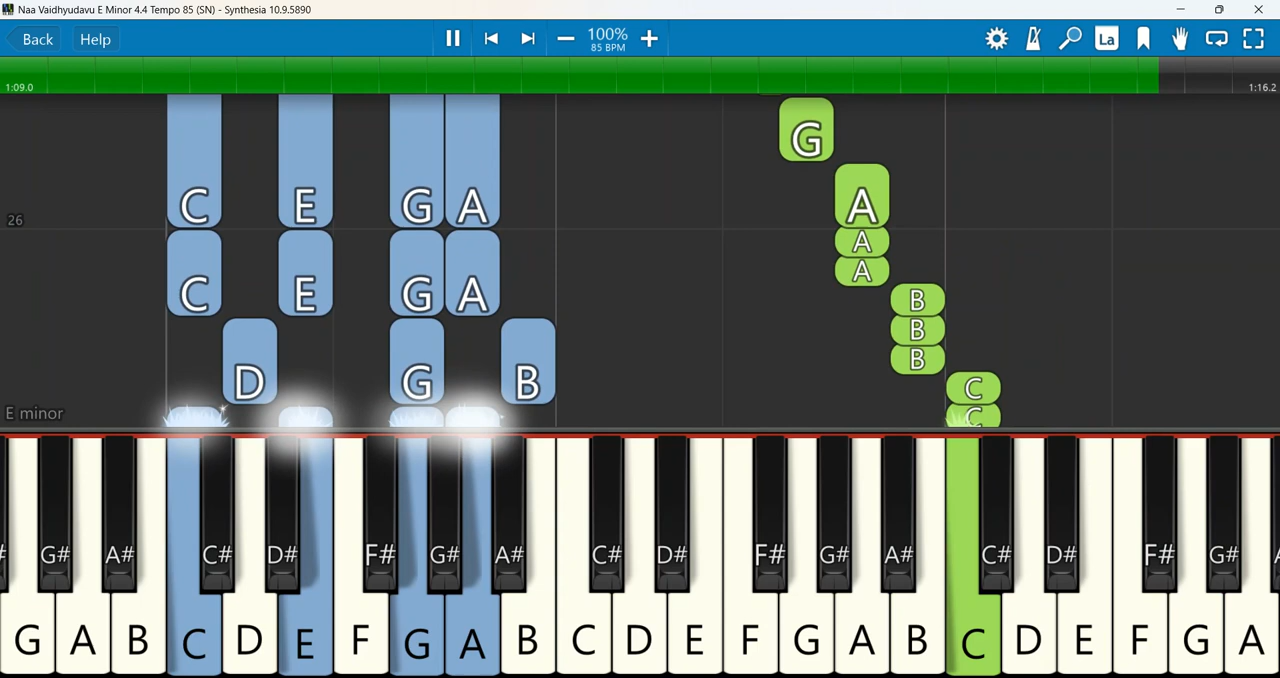 Naa Vaidhyudavu E Minor 4.4 Tempo 85 (SN) - Synthesia 10.9.5890
Back Help 100% La
85 BPM
1:09.0 1:16.2
G
C E G A A
26
A
C E G A A
B
B
D G B B
C
E minor
C
G# A# C# D# F# G# A# C# D# F# G# A# C# D# F# G#
G A B C D E F G A B C D E F G A B C D E F G A